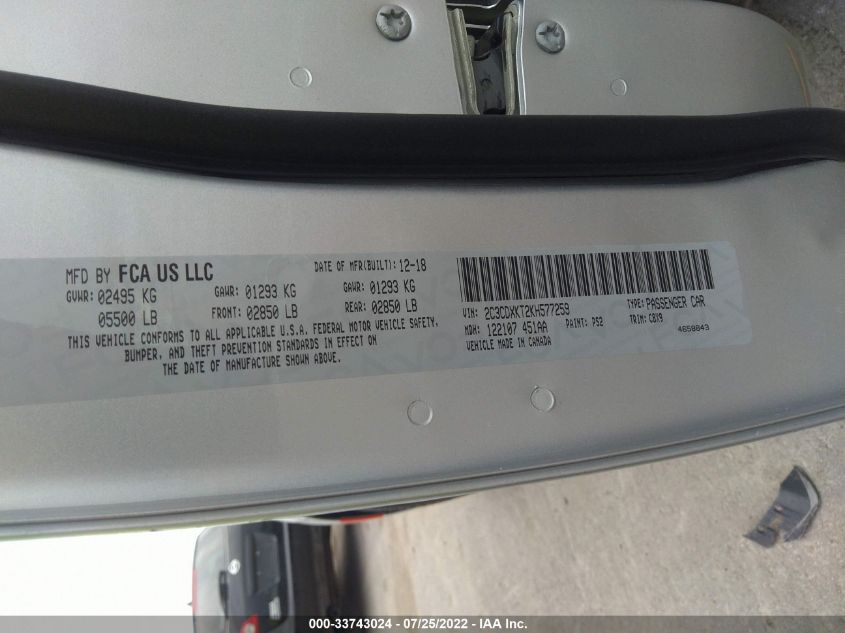 MFD BY FCA US LLC
DATE OF MFR(BUILT): 12-18
GVWR: 02495 KG
GAWR: 01293 KG
GAWR: 01293 KG
05500 LB
FRONT: 02850 LB
REAR: 02850 LB
THIS VEHICLE CONFORMS TO ALL APPLICABLE U.S.A. FEDERAL MOTOR VEHICLE SAFETY,
BUMPER, AND THEFT PREVENTION STANDARDS IN EFFECT ON
THE DATE OF MANUFACTURE SHOWN ABOVE.
VIN: 2C3CDXKT2KH577259
TYPE: PASSENGER CAR
MDH: 122107 451AA
PAINT: PS2
TRIM: CBX9
VEHICLE MADE IN CANADA
4658843
000-33743024 - 07/25/2022 - IAA Inc.